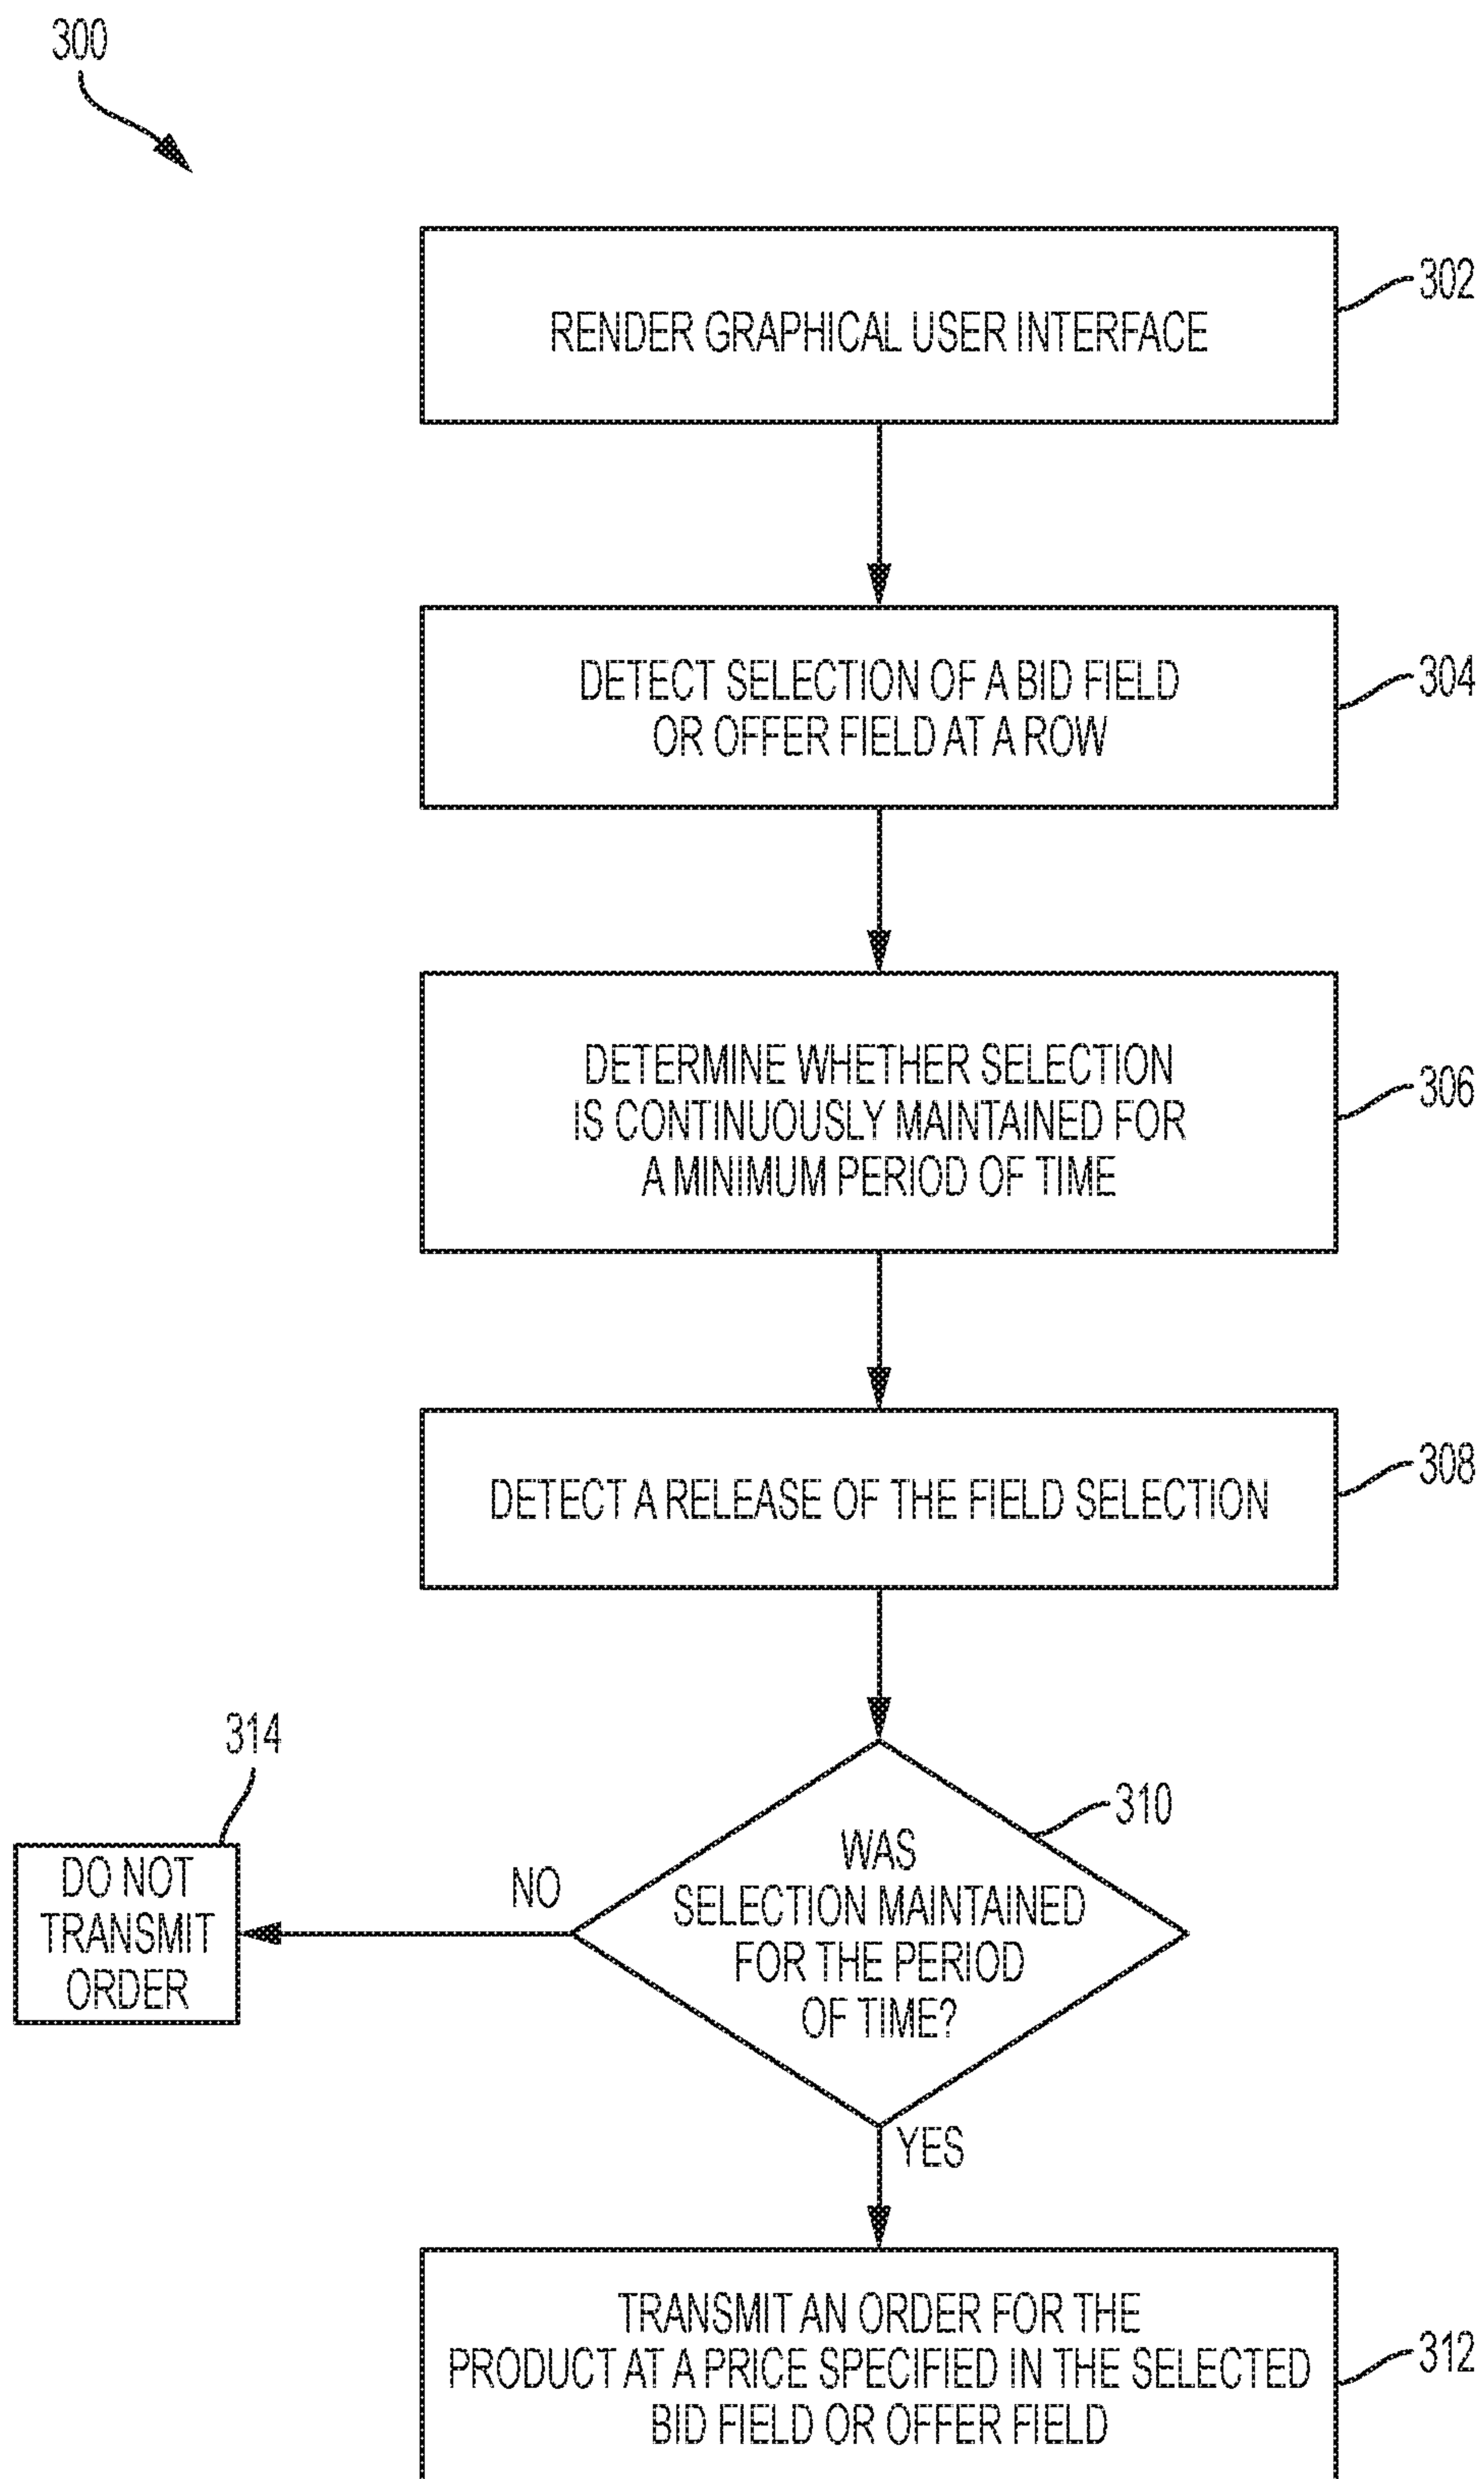 300
RENDER GRAPHICAL USER INTERFACE
302
DETECT SELECTION OF A BID FIELD
OR OFFER FIELD AT A ROW
304
DETERMINE WHETHER SELECTION
IS CONTINUOUSLY MAINTAINED FOR
A MINIMUM PERIOD OF TIME
306
DETECT A RELEASE OF THE FIELD SELECTION
308
314
DO NOT
TRANSMIT
ORDER
NO
310
WAS
SELECTION MAINTAINED
FOR THE PERIOD
OF TIME?
YES
TRANSMIT AN ORDER FOR THE
PRODUCT AT A PRICE SPECIFIED IN THE SELECTED
BID FIELD OR OFFER FIELD
312